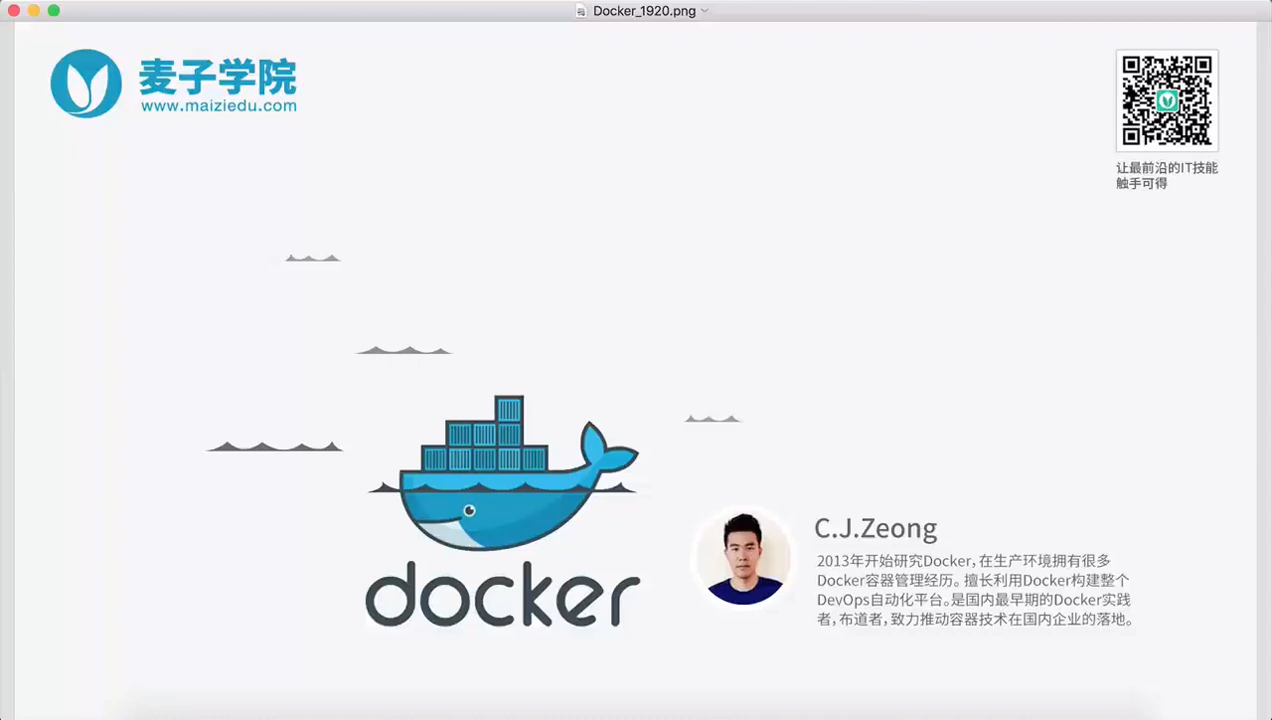 Docker_1920.png
麦子学院
www.maiziedu.com
让最前沿的IT技能
触手可得
docker
C.J.Zeong
2013年开始研究Docker，在生产环境拥有很多
Docker容器管理经历。擅长利用Docker构建整个
DevOps自动化平台。是国内最早期的Docker实践
者，布道者，致力推动容器技术在国内企业的落地。